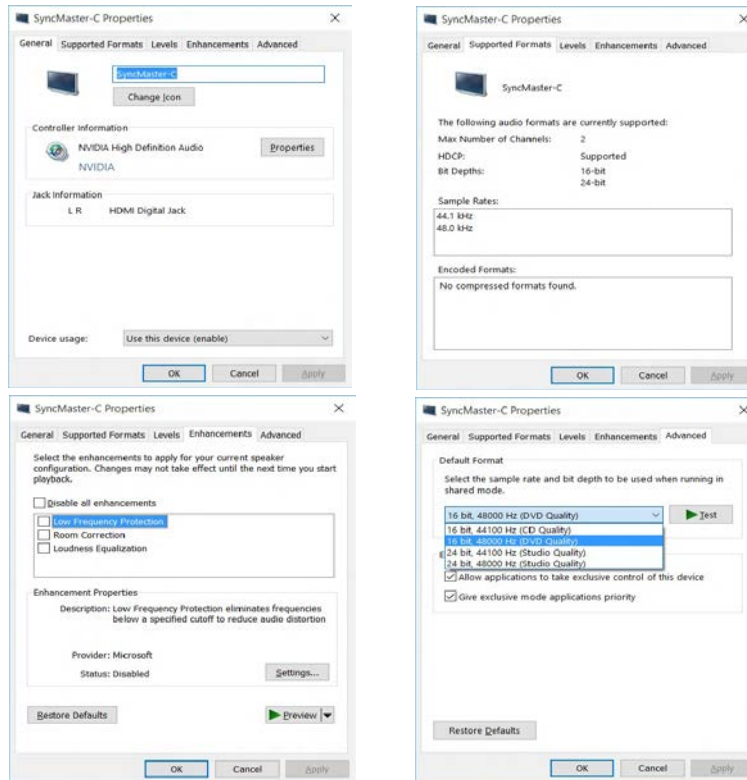 SyncMaster-C Properties
General Supported Formats Levels Enhancements Advanced
SyncMaster-C
Change Icon
Controller Information
NVIDIA High Definition Audio
Properties
NVIDIA
Jack Information
L R HDMI Digital Jack
Device usage:
Use this device (enable)
OK Cancel Apply
SyncMaster-C Properties
General Supported Formats Levels Enhancements Advanced
SyncMaster-C
The following audio formats are currently supported:
Max Number of Channels: 2
HDCP: Supported
Bit Depths: 16-bit
24-bit
Sample Rates:
44.1 kHz
48.0 kHz
Encoded Formats:
No compressed formats found.
OK Cancel Apply
SyncMaster-C Properties
General Supported Formats Levels Enhancements Advanced
Select the enhancements to apply for your current speaker
configuration. Changes may not take effect until the next time you start
playback.
Disable all enhancements
Low Frequency Protection
Room Correction
Loudness Equalization
Enhancement Properties
Description: Low Frequency Protection eliminates frequencies
below a specified cutoff to reduce audio distortion
Provider: Microsoft
Status: Disabled
Settings...
Restore Defaults
Preview
OK Cancel Apply
SyncMaster-C Properties
General Supported Formats Levels Enhancements Advanced
Default Format
Select the sample rate and bit depth to be used when running in
shared mode.
16 bit, 48000 Hz (DVD Quality)
Test
16 bit, 44100 Hz (CD Quality)
16 bit, 48000 Hz (DVD Quality)
24 bit, 44100 Hz (Studio Quality)
24 bit, 48000 Hz (Studio Quality)
Allow applications to take exclusive control of this device
Give exclusive mode applications priority
Restore Defaults
OK Cancel Apply